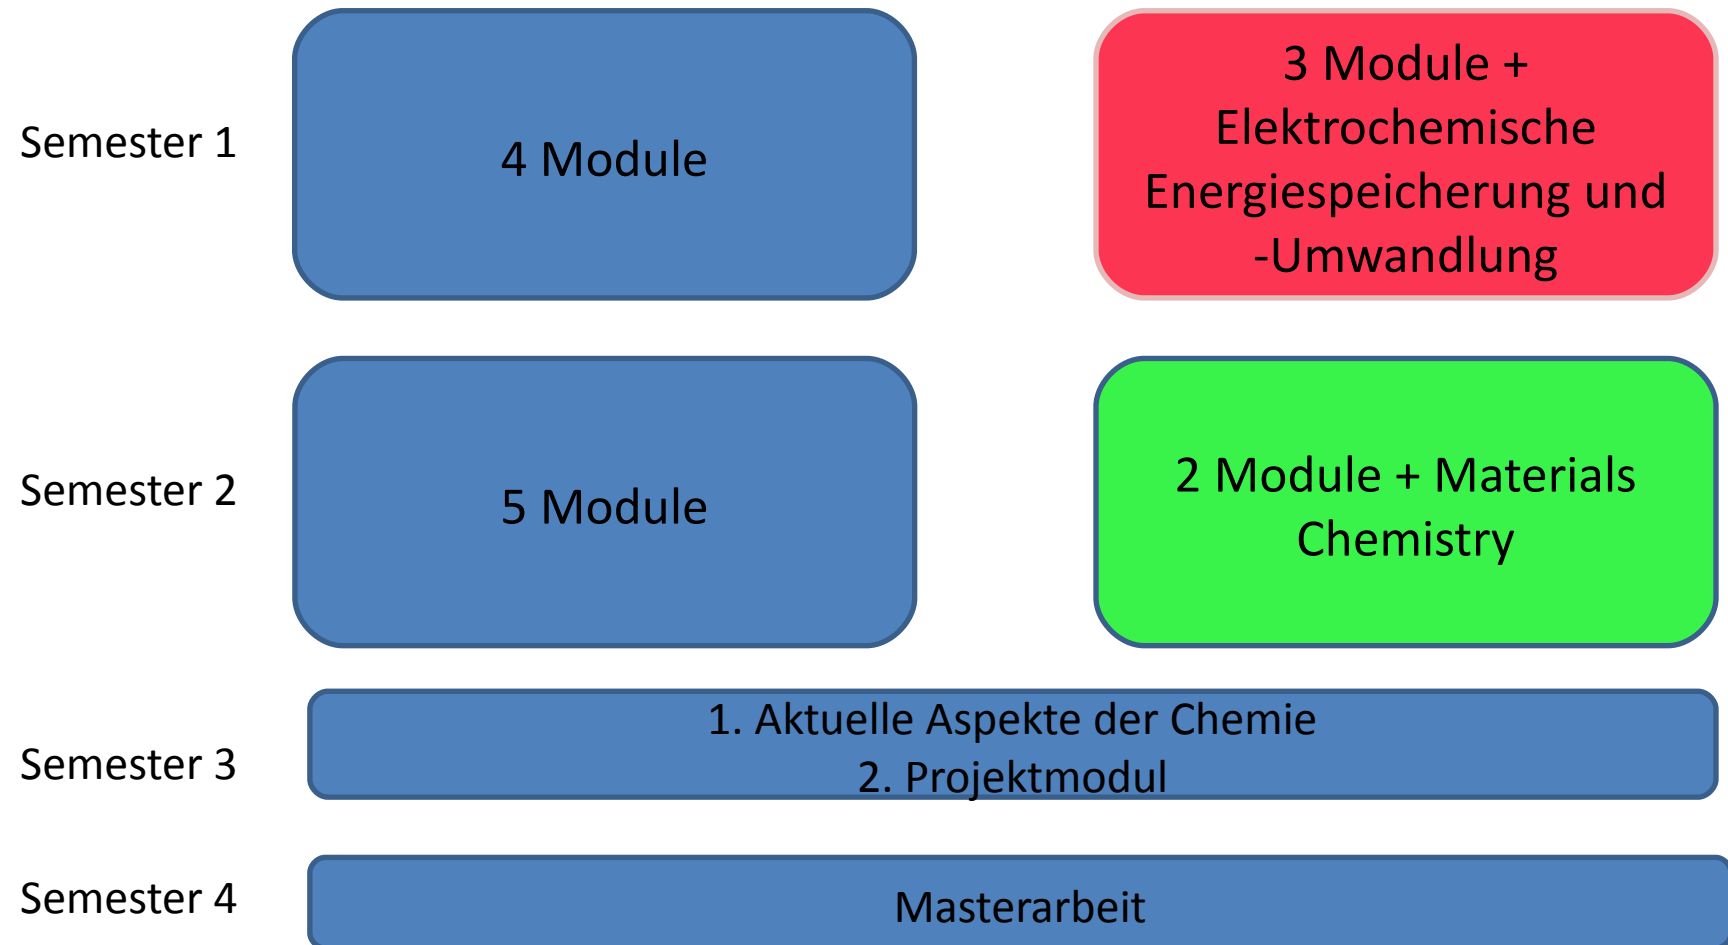 Semester 1
4 Module
3 Module +
Elektrochemische
Energiespeicherung und
-Umwandlung
Semester 2
5 Module
2 Module + Materials
Chemistry
Semester 3
1. Aktuelle Aspekte der Chemie
2. Projektmodul
Semester 4
Masterarbeit